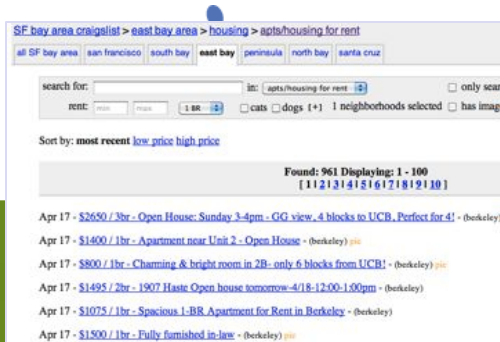 SF bay area craigslist > east bay area > housing > apts/housing for rent
all SF bay area san francisco south bay east bay peninsula north bay santa cruz
search for: in: apts/housing for rent only sear
rent: min max 1 BR cats dogs [+] 1 neighborhoods selected has imag
Sort by: most recent low price high price
Found: 961 Displaying: 1 - 100
[ 1 | 2 | 3 | 4 | 5 | 6 | 7 | 8 | 9 | 10 ]
Apr 17 - $2650 / 3br - Open House: Sunday 3-4pm - GG view, 4 blocks to UCB, Perfect for 4! - (berkeley)
Apr 17 - $1400 / 1br - Apartment near Unit 2 - Open House - (berkeley) pic
Apr 17 - $800 / 1br - Charming & bright room in 2B- only 6 blocks from UCB! - (berkeley) pic
Apr 17 - $1495 / 2br - 1907 Haste Open house tomorrow-4/18-12:00-1:00pm - (berkeley)
Apr 17 - $1075 / 1br - Spacious 1-BR Apartment for Rent in Berkeley - (berkeley)
Apr 17 - $1500 / 1br - Fully furnished in-law - (berkeley) pic